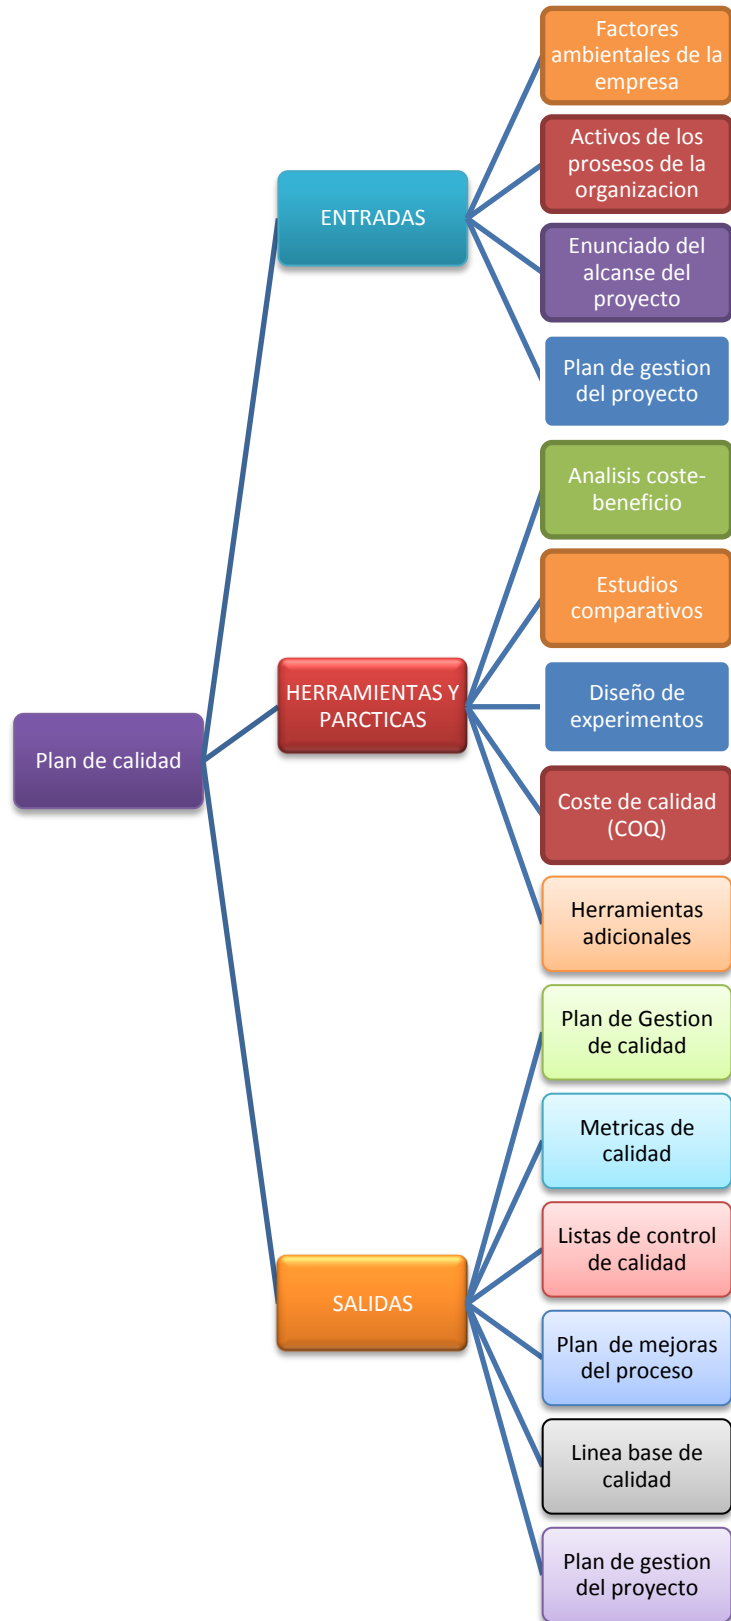 Plan de calidad
ENTRADAS
Factores
ambientales de la
empresa
Activos de los
prosesos de la
organizacion
Enunciado del
alcanse del
proyecto
Plan de gestion
del proyecto
HERRAMIENTAS Y
PARCTICAS
Analisis coste-
beneficio
Estudios
comparativos
Diseño de
experimentos
Coste de calidad
(COQ)
Herramientas
adicionales
SALIDAS
Plan de Gestion
de calidad
Metricas de
calidad
Listas de control
de calidad
Plan  de mejoras
del proceso
Linea base de
calidad
Plan de gestion
del proyecto